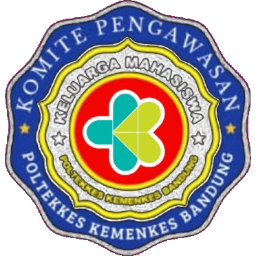 KOMITE PENGAWASAN
KELUARGA MAHASISWA
POLTEKKES KEMENKES BANDUNG
POLTEKKES KEMENKES BANDUNG